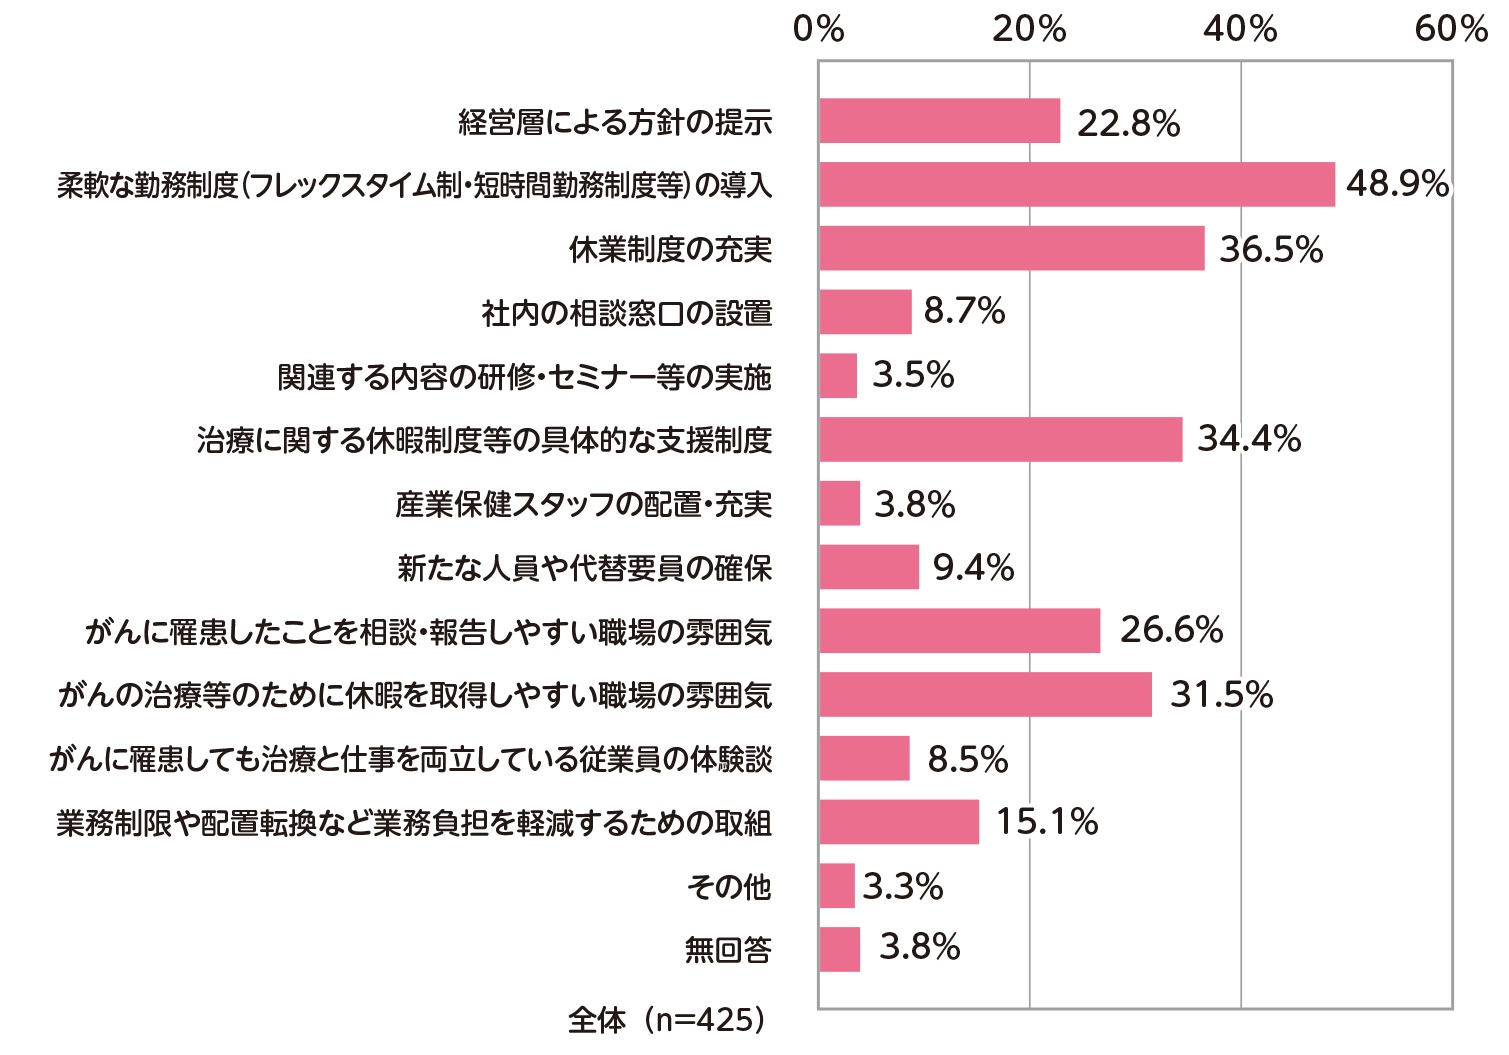 0% 20% 40% 60%
経営層による方針の提示 22.8%
柔軟な勤務制度(フレックスタイム制・短時間勤務制度等)の導入 48.9%
休業制度の充実 36.5%
社内の相談窓口の設置 8.7%
関連する内容の研修・セミナー等の実施 3.5%
治療に関する休暇制度等の具体的な支援制度 34.4%
産業保健スタッフの配置・充実 3.8%
新たな人員や代替要員の確保 9.4%
がんに罹患したことを相談・報告しやすい職場の雰囲気 26.6%
がんの治療等のために休暇を取得しやすい職場の雰囲気 31.5%
がんに罹患しても治療と仕事を両立している従業員の体験談 8.5%
業務制限や配置転換など業務負担を軽減するための取組 15.1%
その他 3.3%
無回答 3.8%
全体（n=425）